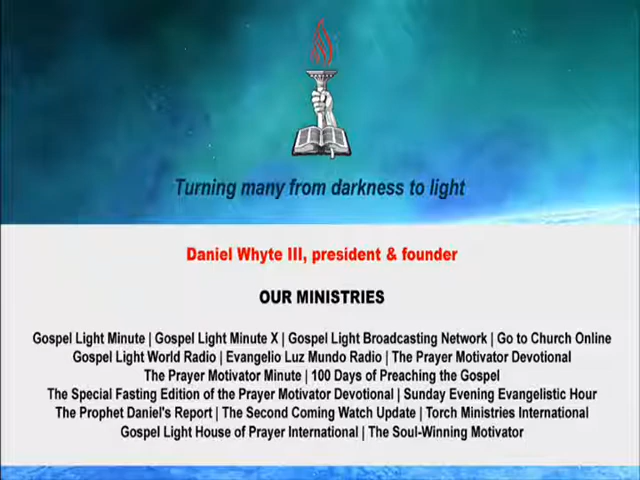 Turning many from darkness to light
Daniel Whyte III, president & founder
OUR MINISTRIES
Gospel Light Minute | Gospel Light Minute X | Gospel Light Broadcasting Network | Go to Church Online
Gospel Light World Radio | Evangelio Luz Mundo Radio | The Prayer Motivator Devotional
The Prayer Motivator Minute | 100 Days of Preaching the Gospel
The Special Fasting Edition of the Prayer Motivator Devotional | Sunday Evening Evangelistic Hour
The Prophet Daniel's Report | The Second Coming Watch Update | Torch Ministries International
Gospel Light House of Prayer International | The Soul-Winning Motivator